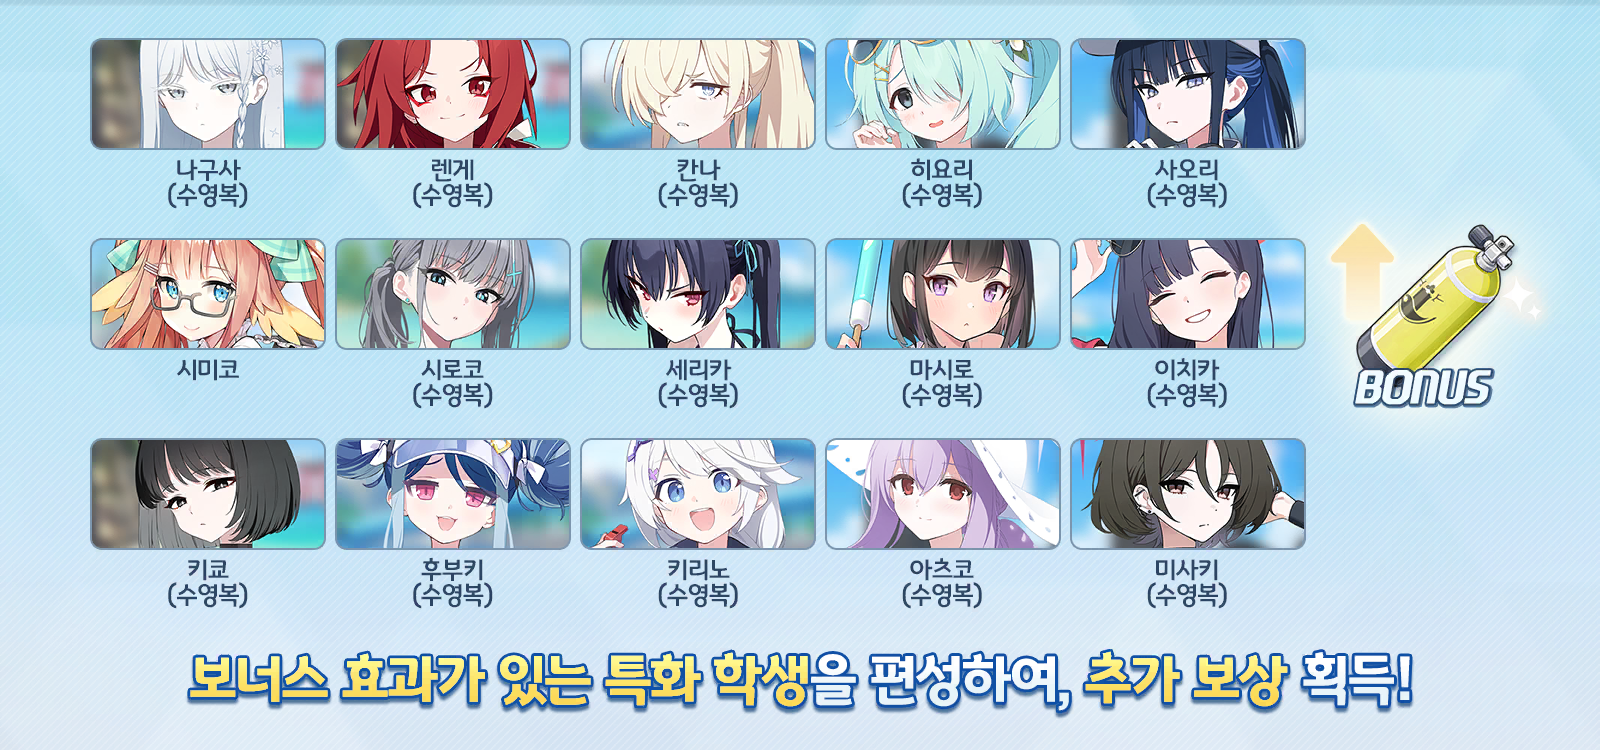 나구사
(수영복)
렌게
(수영복)
칸나
(수영복)
히요리
(수영복)
사오리
(수영복)
시미코
시로코
(수영복)
세리카
(수영복)
마시로
(수영복)
이치카
(수영복)
BONUS
키쿄
(수영복)
후부키
(수영복)
키리노
(수영복)
아츠코
(수영복)
미사키
(수영복)
보너스 효과가 있는 특화 학생을 편성하여, 추가 보상 획득!